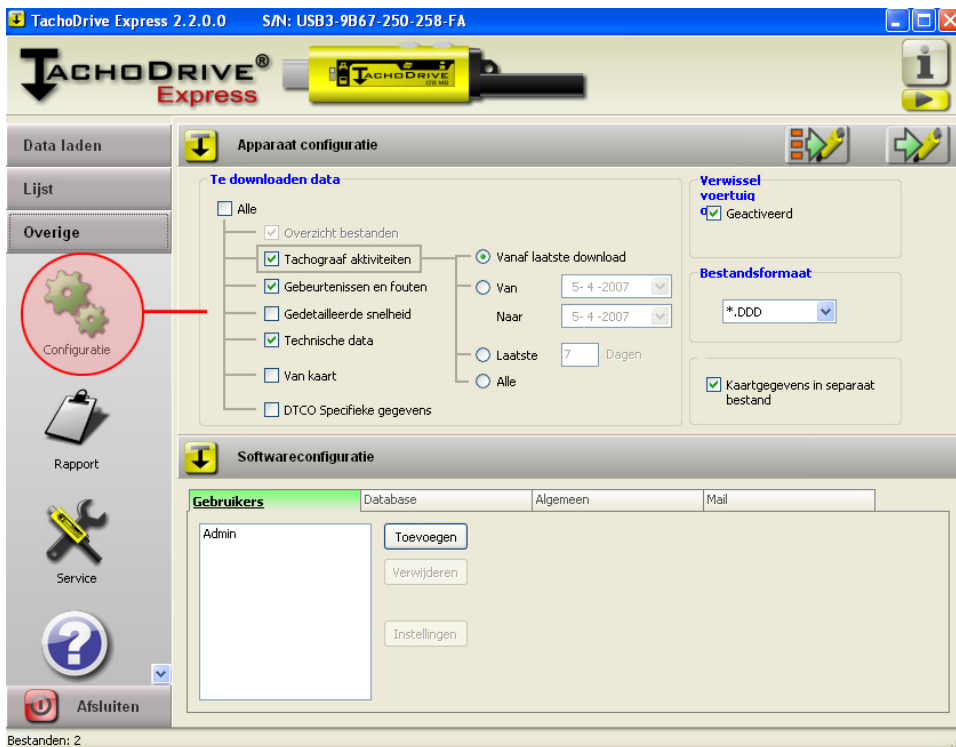 TachoDrive Express 2.2.0.0 S/N: USB3-9B67-250-258-FA
TACHODRIVE®
Express
TACHODRIVE
Data laden
Lijst
Overige
Configuratie
Rapport
Service
Afsluiten
Apparaat configuratie
Te downloaden data
Alle
Overzicht bestanden
Tachograaf aktiviteiten
Gebeurtenissen en fouten
Gedetailleerde snelheid
Technische data
Van kaart
DTCO Specifieke gegevens
Vanaf laatste download
Van 5- 4 -2007
Naar 5- 4 -2007
Laatste 7 Dagen
Alle
Verwissel
voertuig
Geactiveerd
Bestandsformaat
*.DDD
Kaartgegevens in separaat
bestand
Softwareconfiguratie
Gebruikers Database Algemeen Mail
Admin
Toevoegen
Verwijderen
Instellingen
Bestanden: 2